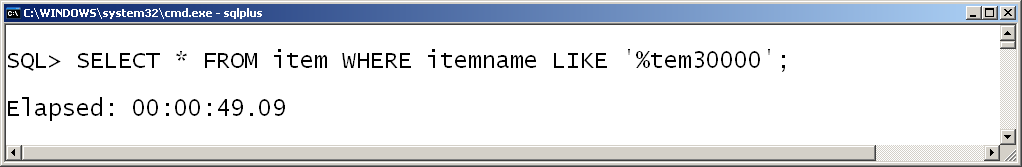 C:\WINDOWS\system32\cmd.exe - sqlplus
SQL> SELECT * FROM item WHERE itemname LIKE '%tem30000';
Elapsed: 00:00:49.09